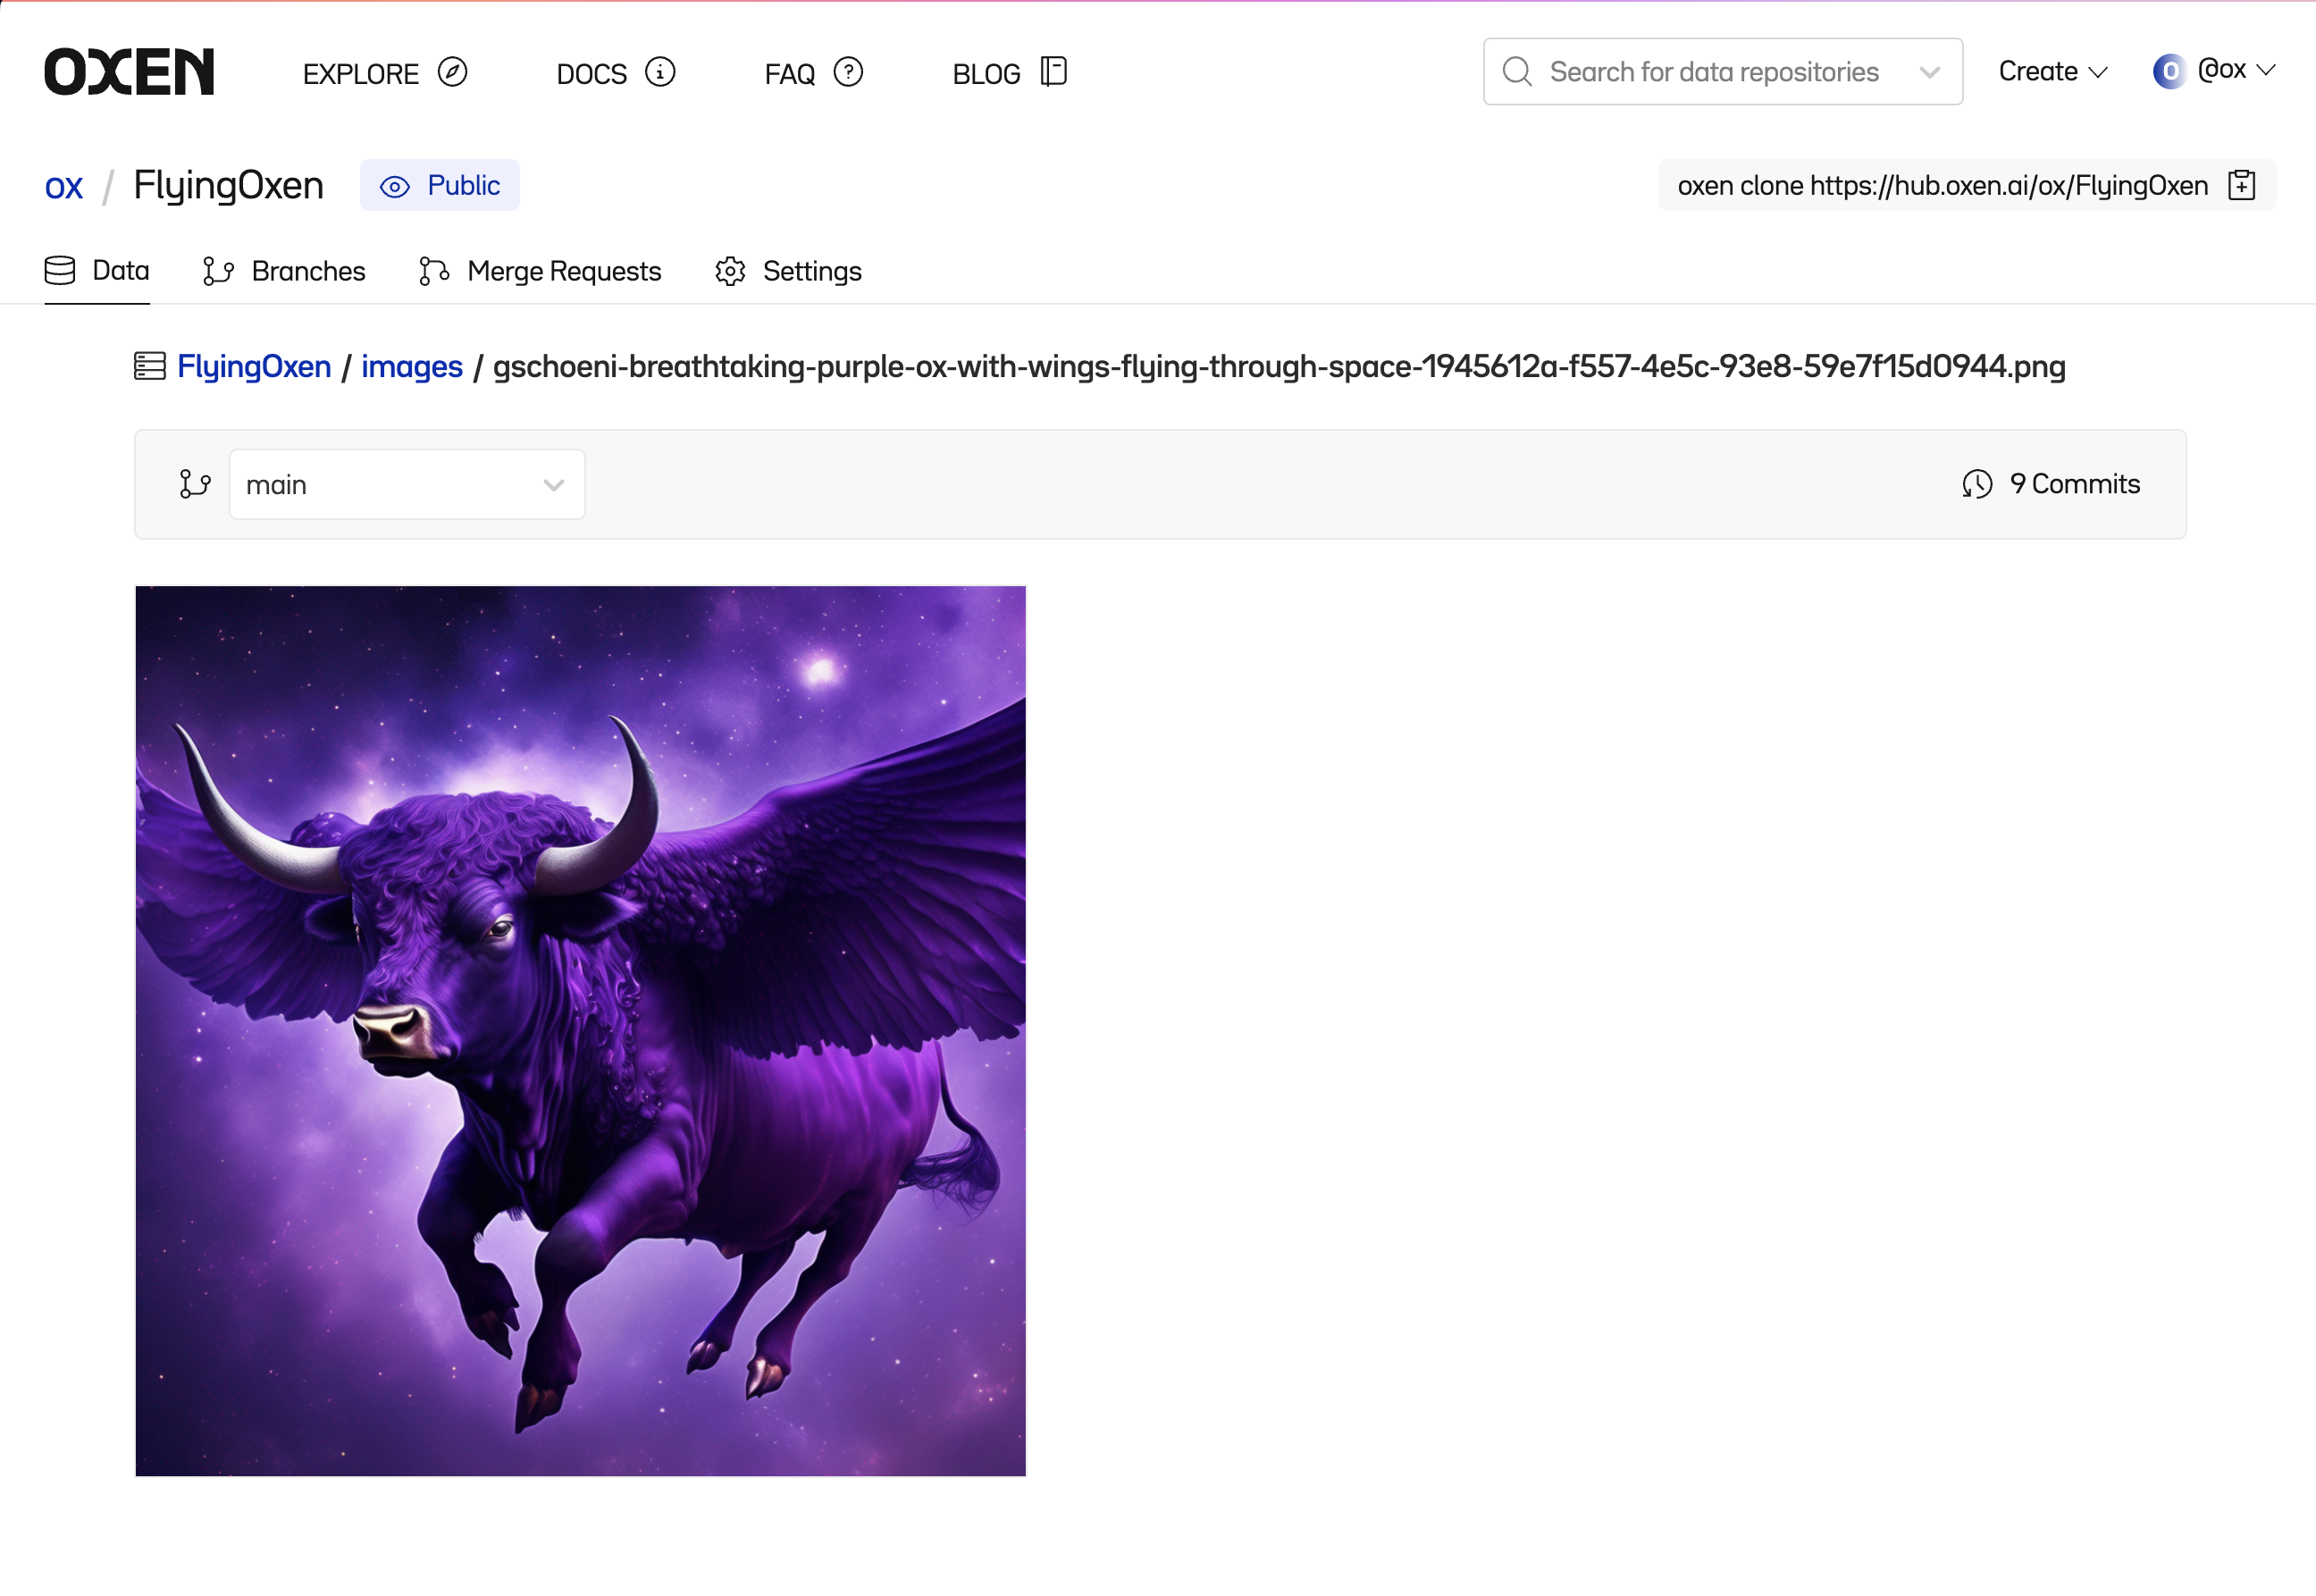 OXEN EXPLORE DOCS FAQ BLOG Search for data repositories Create O @ox
ox / FlyingOxen Public oxen clone https://hub.oxen.ai/ox/FlyingOxen
Data Branches Merge Requests Settings
FlyingOxen / images / gschoeni-breathtaking-purple-ox-with-wings-flying-through-space-1945612a-f557-4e5c-93e8-59e7f15d0944.png
main 9 Commits